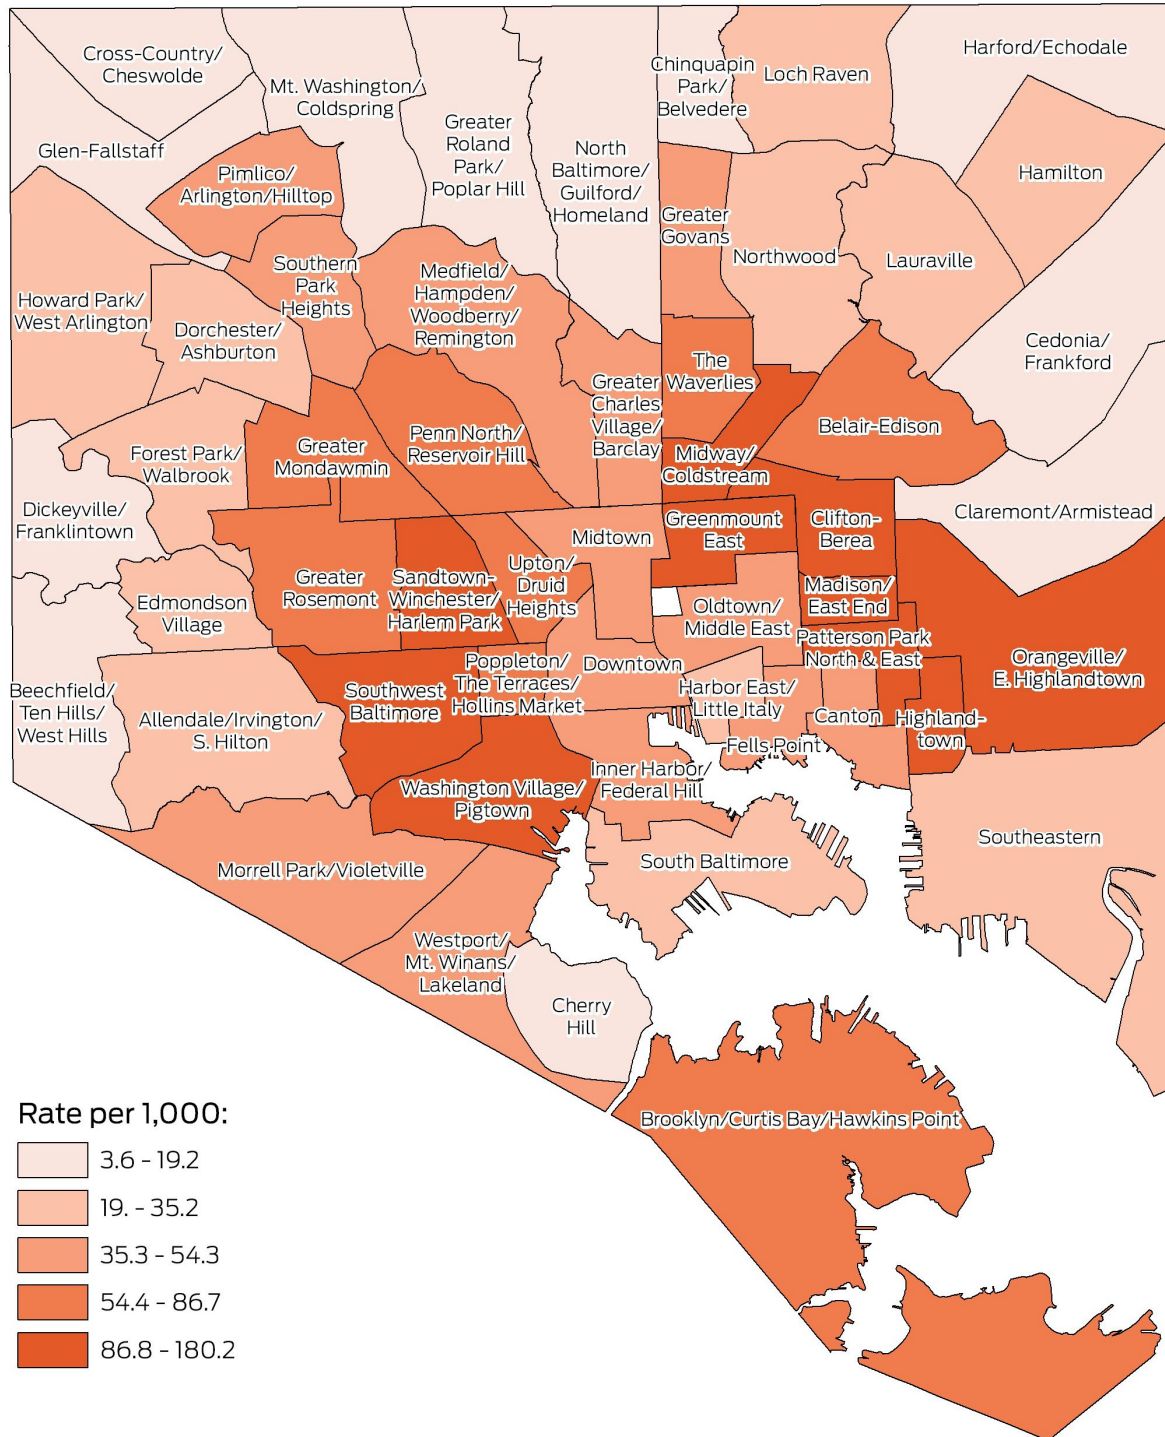 Cross-Country/
Cheswolde
Mt. Washington/
Coldspring
Greater
Roland
Park/
Poplar Hill
North
Baltimore/
Guilford/
Homeland
Chinquapin
Park/
Belvedere
Loch Raven
Harford/Echodale
Glen-Fallstaff
Pimlico/
Arlington/Hilltop
Hamilton
Greater
Govans
Northwood
Lauraville
Southern
Park
Heights
Medfield/
Hampden/
Woodberry/
Remington
Howard Park/
West Arlington
Dorchester/
Ashburton
Cedonia/
Frankford
The
Waverlies
Greater
Charles
Village/
Barclay
Belair-Edison
Forest Park/
Walbrook
Greater
Mondawmin
Penn North/
Reservoir Hill
Midway/
Coldstream
Dickeyville/
Franklintown
Claremont/Armistead
Midtown
Greenmount
East
Clifton-
Berea
Greater
Rosemont
Sandtown-
Winchester/
Harlem Park
Upton/
Druid
Heights
Madison/
East End
Edmondson
Village
Oldtown/
Middle East
Patterson Park
North & East
Orangeville/
E. Highlandtown
Beechfield/
Ten Hills/
West Hills
Allendale/Irvington/
S. Hilton
Southwest
Baltimore
Poppleton/
The Terraces/
Hollins Market
Downtown
Harbor East/
Little Italy
Canton
Highland-
town
Fells Point
Washington Village/
Pigtown
Inner Harbor/
Federal Hill
Southeastern
Morrell Park/Violetville
South Baltimore
Westport/
Mt. Winans/
Lakeland
Cherry
Hill
Brooklyn/Curtis Bay/Hawkins Point
Rate per 1,000:
3.6 - 19.2
19. - 35.2
35.3 - 54.3
54.4 - 86.7
86.8 - 180.2